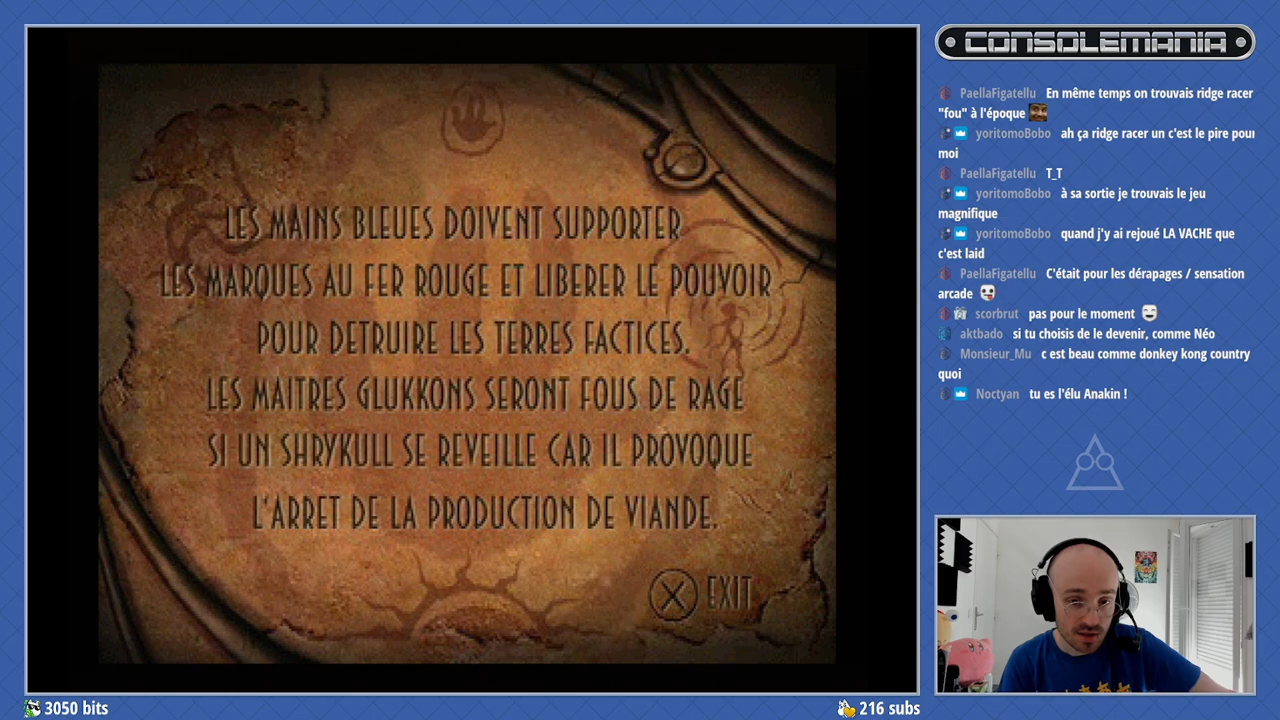 LES MAINS BLEUES DOIVENT SUPPORTER
LES MARQUES AU FER ROUGE ET LIBERER LE POUVOIR
POUR DETRUIRE LES TERRES FACTICES.
LES MAITRES GLUKKONS SERONT FOUS DE RAGE
SI UN SHRYKULL SE REVEILLE CAR IL PROVOQUE
L'ARRET DE LA PRODUCTION DE VIANDE.
EXIT
CONSOLEMANIA
PaellaFigatellu En même temps on trouvais ridge racer
"fou" à l'époque
yoritomoBobo ah ça ridge racer un c'est le pire pour
moi
PaellaFigatellu T_T
yoritomoBobo à sa sortie je trouvais le jeu
magnifique
yoritomoBobo quand j'y ai rejoué LA VACHE que
c'est laid
PaellaFigatellu C'était pour les dérapages / sensation
arcade
scorbrut pas pour le moment
aktbado si tu choisis de le devenir, comme Néo
Monsieur_Mu c est beau comme donkey kong country
quoi
Noctyan tu es l'élu Anakin !
3050 bits
216 subs